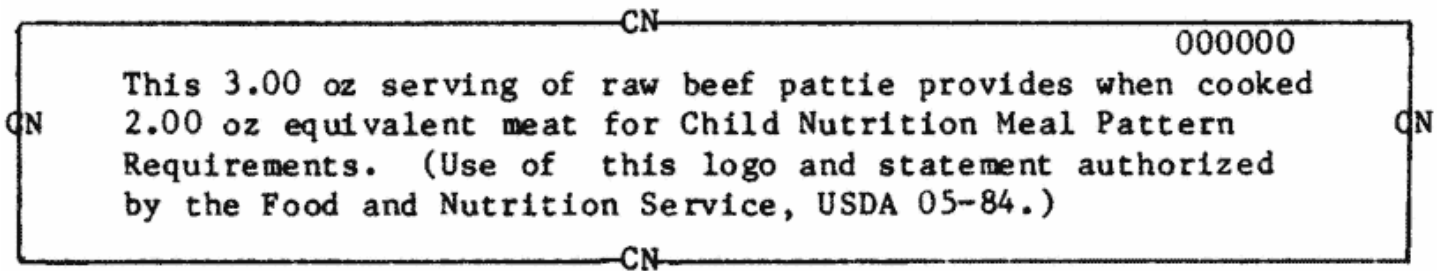 CN
000000
This 3.00 oz serving of raw beef pattie provides when cooked
CN 2.00 oz equivalent meat for Child Nutrition Meal Pattern CN
Requirements. (Use of this logo and statement authorized
by the Food and Nutrition Service, USDA 05-84.)
CN